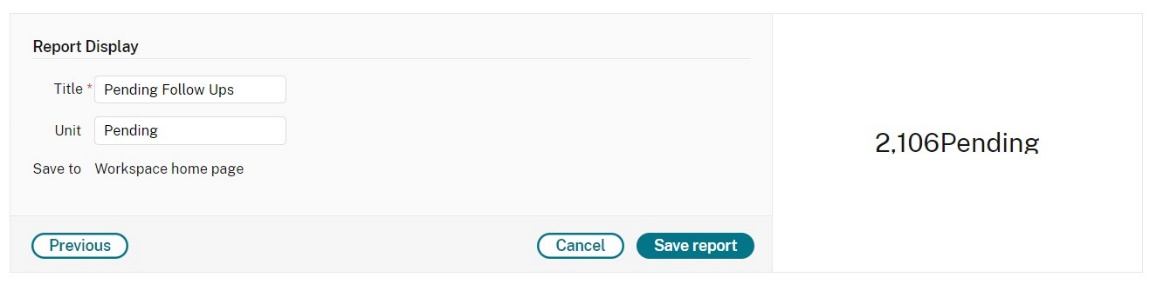 Report Display
Title * Pending Follow Ups
Unit Pending
Save to Workspace home page
2,106Pending
Previous Cancel Save report